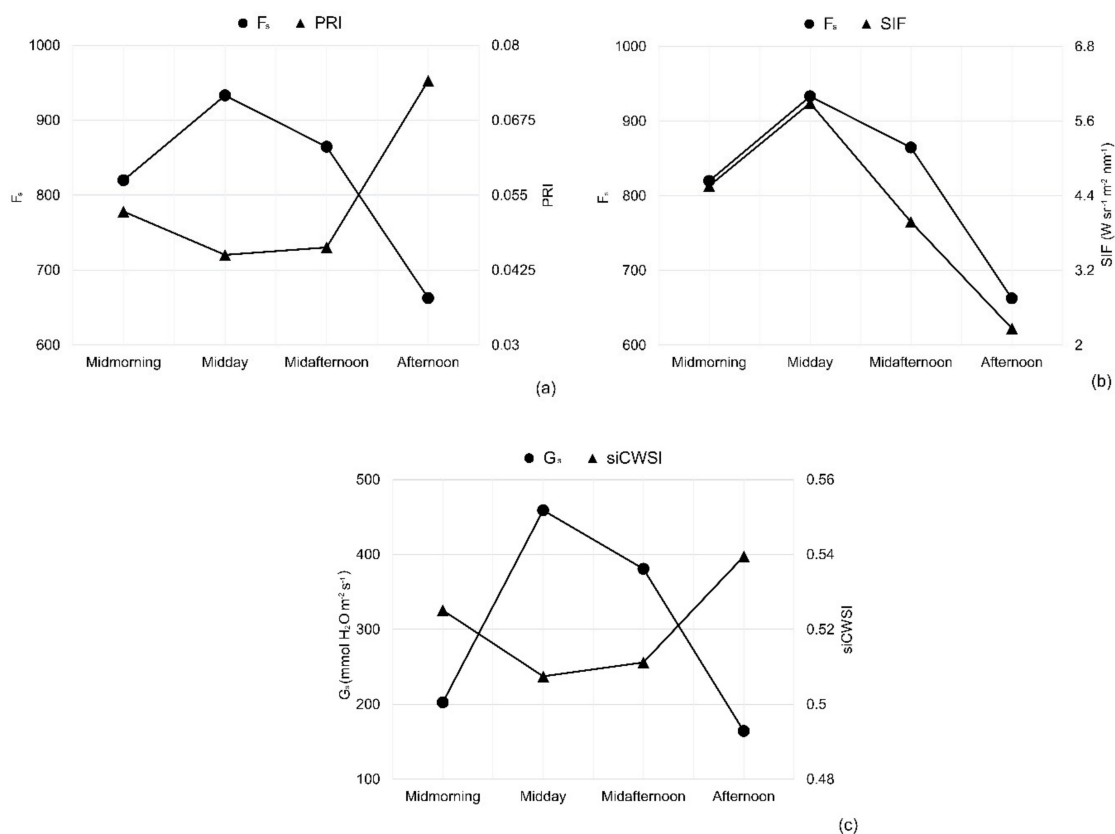 ● Fₛ ▲ PRI
1000
900
800
700
600
Fₛ
0.08
0.0675
0.055
0.0425
0.03
PRI
Midmorning Midday Midafternoon Afternoon
(a)
● Fₛ ▲ SIF
1000
900
800
700
600
Fₛ
6.8
5.6
4.4
3.2
2
SIF (W sr⁻¹ m⁻² nm⁻¹)
Midmorning Midday Midafternoon Afternoon
(b)
● Gₛ ▲ siCWSI
500
400
300
200
100
Gₛ (mmol H₂O m⁻² s⁻¹)
0.56
0.54
0.52
0.5
0.48
siCWSI
Midmorning Midday Midafternoon Afternoon
(c)